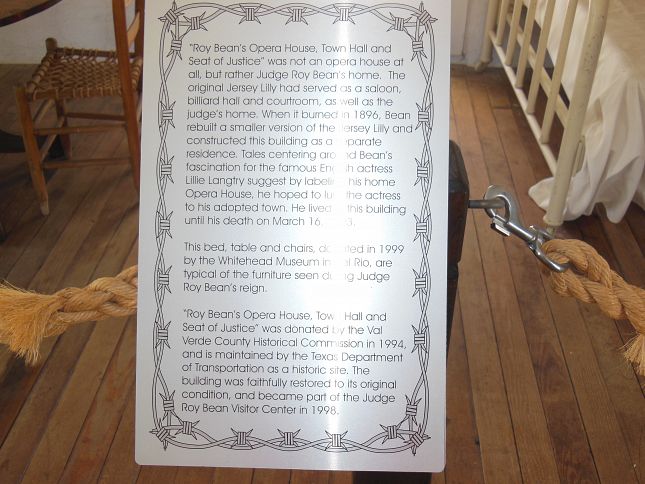 "Roy Bean's Opera House, Town Hall and
Seat of Justice" was not an opera house at
all, but rather Judge Roy Bean's home. The
original Jersey Lilly had served as a saloon,
billiard hall and courtroom, as well as the
judge's home. When it burned in 1896, Bean
rebuilt a smaller version of the Jersey Lilly and
constructed this building as a separate
residence. Tales centering around Bean's
fascination for the famous English actress
Lillie Langtry suggest by labeling his home
Opera House, he hoped to lure the actress
to his adopted town. He lived this building
until his death on March 16,
This bed, table and chairs, donated in 1999
by the Whitehead Museum in Del Rio, are
typical of the furniture seen during Judge
Roy Bean's reign.
"Roy Bean's Opera House, Town Hall and
Seat of Justice" was donated by the Val
Verde County Historical Commission in 1994,
and is maintained by the Texas Department
of Transportation as a historic site. The
building was faithfully restored to its original
condition, and became part of the Judge
Roy Bean Visitor Center in 1998.